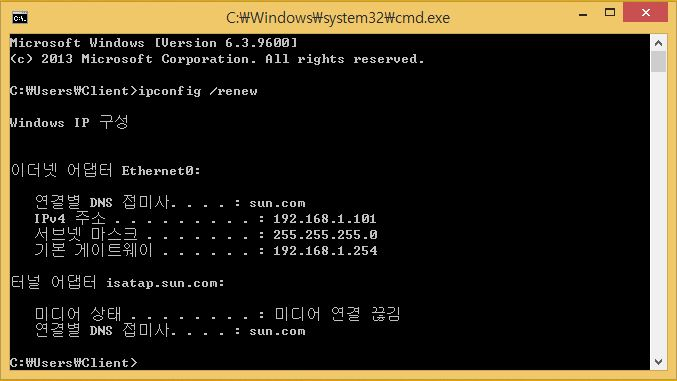 C:₩Windows₩system32₩cmd.exe
Microsoft Windows [Version 6.3.9600]
(c) 2013 Microsoft Corporation. All rights reserved.
C:₩Users₩Client>ipconfig /renew
Windows IP 구성
이더넷 어댑터 Ethernet0:
연결별 DNS 접미사. . . . : sun.com
IPv4 주소 . . . . . . . . . : 192.168.1.101
서브넷 마스크 . . . . . . . : 255.255.255.0
기본 게이트웨이 . . . . . . : 192.168.1.254
터널 어댑터 isatap.sun.com:
미디어 상태 . . . . . . . . : 미디어 연결 끊김
연결별 DNS 접미사. . . . : sun.com
C:₩Users₩Client>